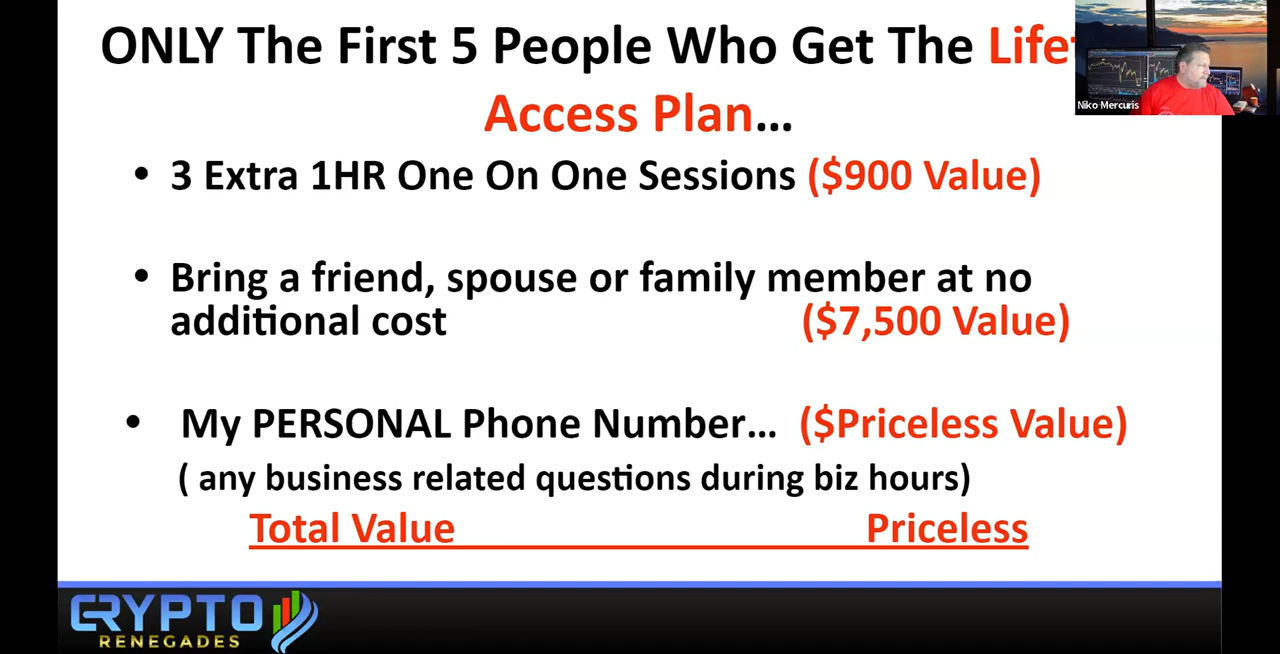 ONLY The First 5 People Who Get The
Access Plan...
• 3 Extra 1HR One On One Sessions ($900 Value)
• Bring a friend, spouse or family member at no
additional cost ($7,500 Value)
• My PERSONAL Phone Number... ($Priceless Value)
( any business related questions during biz hours)
Total Value Priceless
CRYPTO
RENEGADES
Niko Mercuris